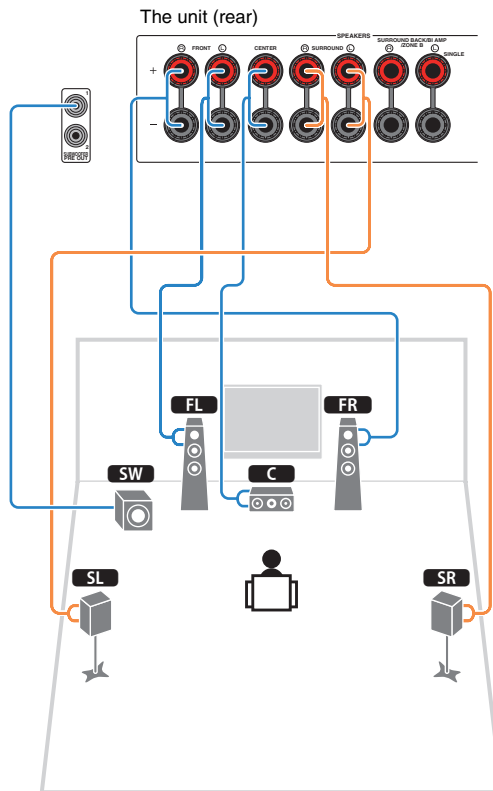 The unit (rear)
SPEAKERS
SURROUND BACK/BI AMP
/ZONE B
R FRONT L
CENTER
R SURROUND L
R L
SINGLE
+
–
1
2
SUBWOOFER
PRE OUT
FL
FR
SW
C
SL
SR